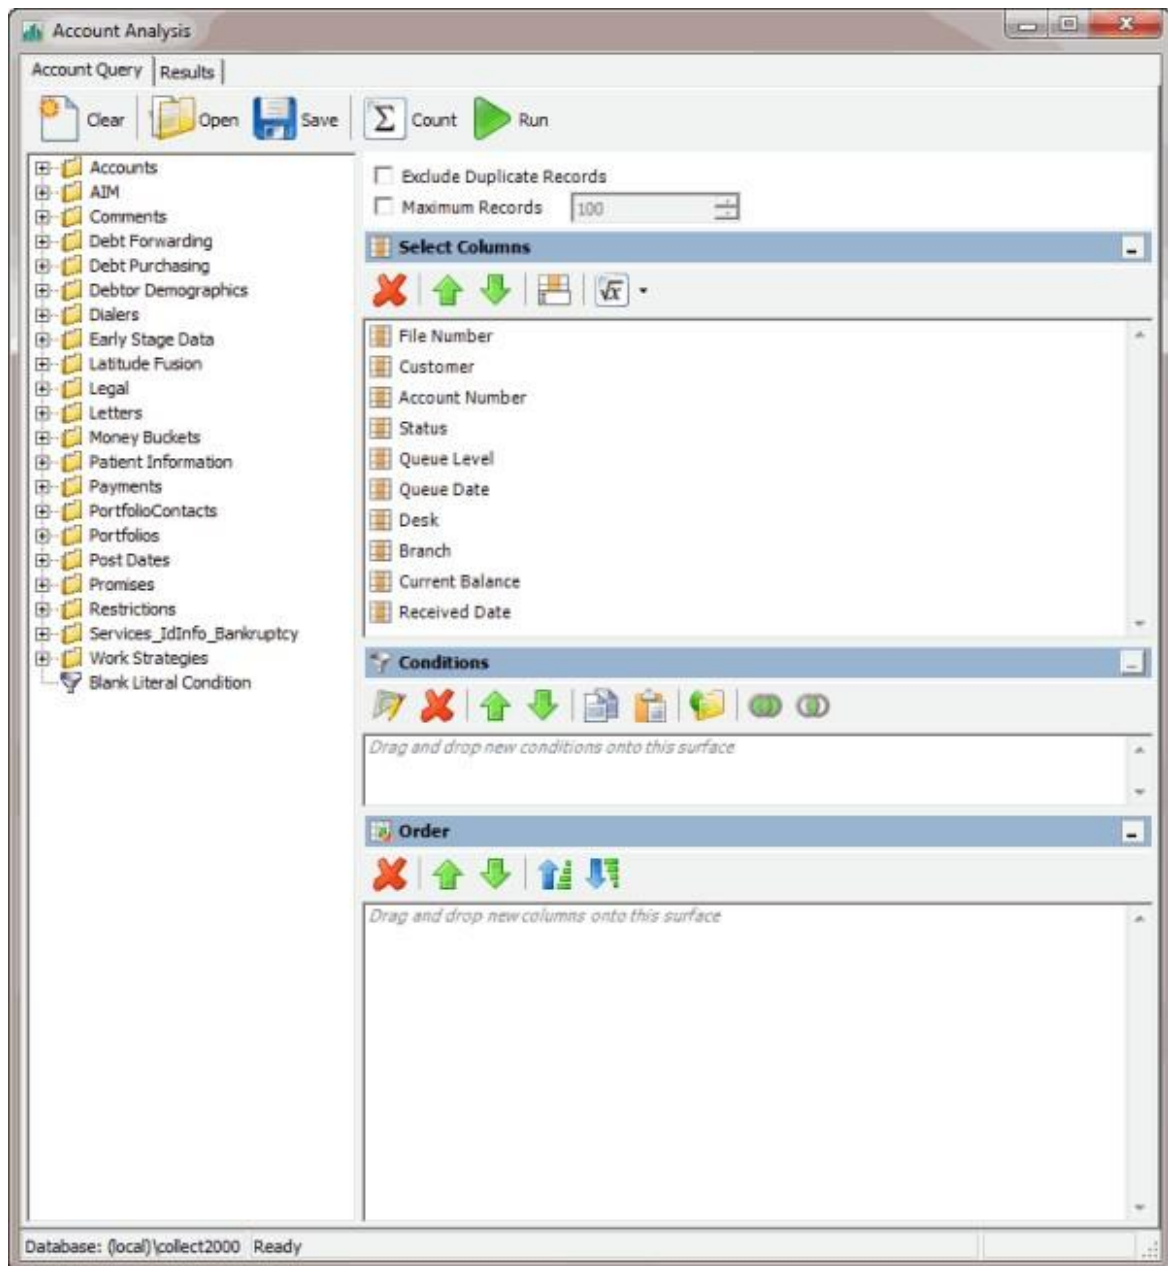 Account Analysis
Account Query Results
Clear Open Save Σ Count Run
Accounts
AIM
Comments
Debt Forwarding
Debt Purchasing
Debtor Demographics
Dialers
Early Stage Data
Latitude Fusion
Legal
Letters
Money Buckets
Patient Information
Payments
PortfolioContacts
Portfolios
Post Dates
Promises
Restrictions
Services_IdInfo_Bankruptcy
Work Strategies
Blank Literal Condition
Exclude Duplicate Records
Maximum Records 100
Select Columns
√x
File Number
Customer
Account Number
Status
Queue Level
Queue Date
Desk
Branch
Current Balance
Received Date
Conditions
Drag and drop new conditions onto this surface
Order
Drag and drop new columns onto this surface
Database: (local)\collect2000 Ready